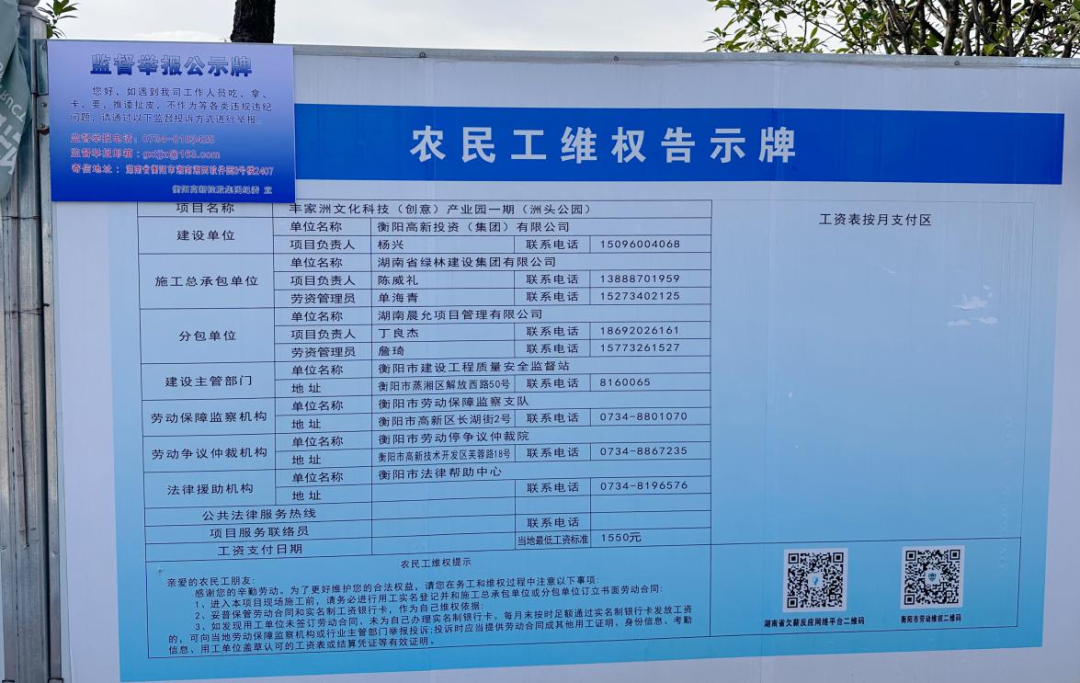 监督举报公示牌
您好，如遇到我司工作人员吃、拿、
卡、要，推诿扯皮，不作为等各类违规违纪
问题，请通过以下监督投诉方式进行举报。
监督举报电话：
监督举报邮箱：
寄信地址：
衡阳高新控股集团纪委 宣
农民工维权告示牌
项目名称 丰家洲文化科技（创意）产业园一期（洲头公园）
建设单位 单位名称 衡阳高新投资（集团）有限公司
项目负责人 杨兴 联系电话 15096004068
施工总承包单位 单位名称 湖南省绿林建设集团有限公司
项目负责人 陈威礼 联系电话 13888701959
劳资管理员 单海青 联系电话 15273402125
分包单位 单位名称 湖南晨允项目管理有限公司
项目负责人 丁良杰 联系电话 18692026161
劳资管理员 詹琦 联系电话 15773261527
建设主管部门 单位名称 衡阳市建设工程质量安全监督站
地址 衡阳市蒸湘区解放西路50号 联系电话 8160065
劳动保障监察机构 单位名称 衡阳市劳动保障监察支队
地址 衡阳市高新区长湖街2号 联系电话 0734-8801070
劳动争议仲裁机构 单位名称 衡阳市劳动停争议仲裁院
地址 衡阳市高新技术开发区芙蓉路18号 联系电话 0734-8867235
法律援助机构 单位名称 衡阳市法律帮助中心
地址 联系电话 0734-8196576
公共法律服务热线
项目服务联络员 联系电话
工资支付日期 当地最低工资标准 1550元
农民工维权提示
亲爱的农民工朋友：
感谢您的辛勤劳动。为了更好维护您的合法权益，请您在务工和维权过程中注意以下事项：
1、进入本项目现场施工前，请务必进行用工实名登记并和施工总承包单位或分包单位订立书面劳动合同；
2、妥善保管劳动合同和实名制工资银行卡，作为自己维权依据；
3、如发现用工单位未签订劳动合同、未为自己办理实名制银行卡、每月未按时足额通过实名制银行卡发放工资
的，可向当地劳动保障监察机构或行业主管部门举报投诉；投诉时应当提供劳动合同或其他用工证明、身份信息、考勤
信息、用工单位盖章认可的工资表或结算凭证等有效证明。
工资表按月支付区
湖南省欠薪反应网络平台二维码
衡阳市劳动维权二维码